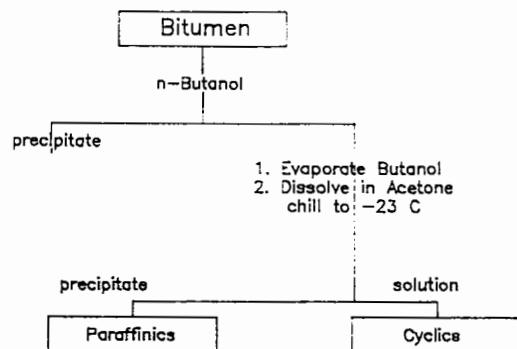 Bitumen
n-Butanol
precipitate
1. Evaporate Butanol
2. Dissolve in Acetone
chill to -23 C
precipitate
solution
Paraffinics
Cyclics